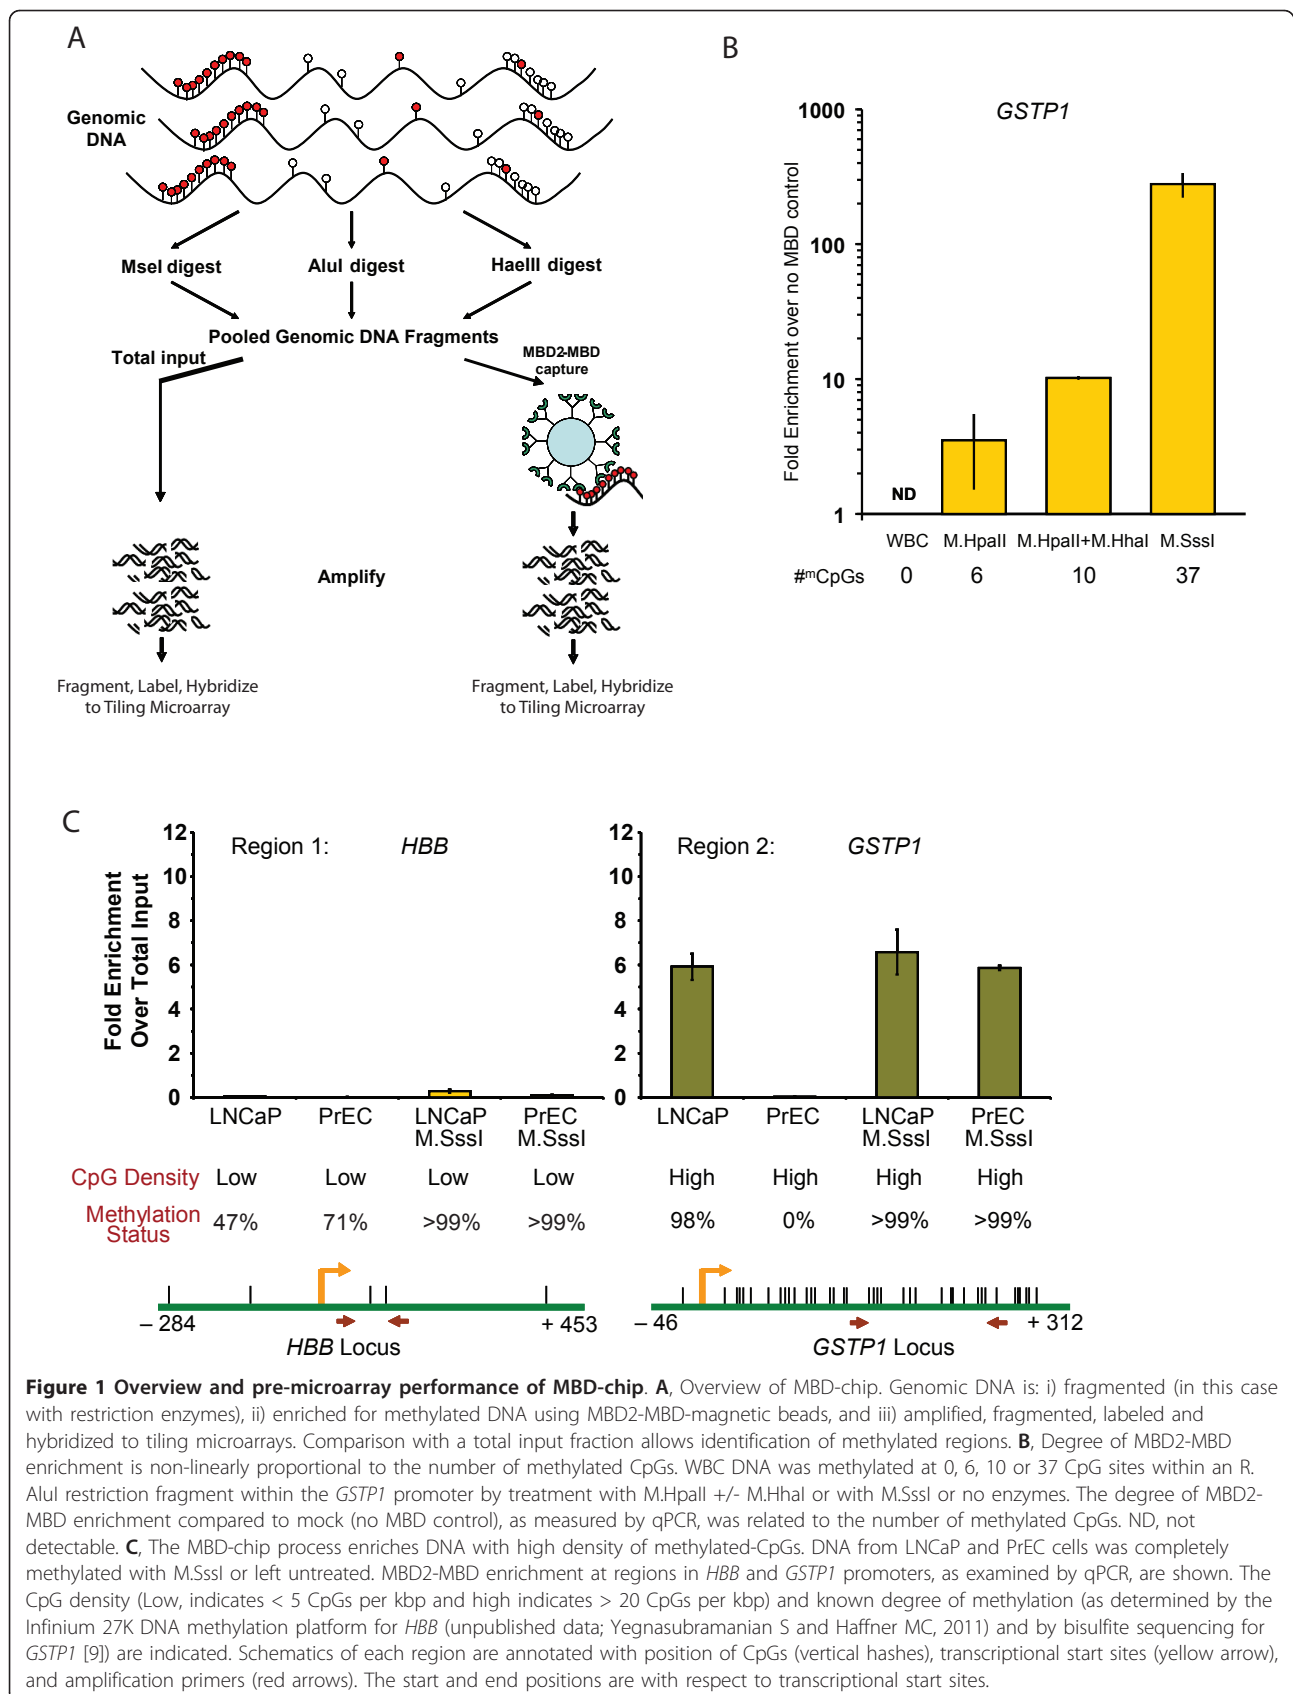 A
Genomic
DNA
MseI digest
AluI digest
HaeIII digest
Pooled Genomic DNA Fragments
Total input
MBD2-MBD
capture
Amplify
Fragment, Label, Hybridize
to Tiling Microarray
Fragment, Label, Hybridize
to Tiling Microarray
B
GSTP1
Fold Enrichment over no MBD control
1000
100
10
1
ND
WBC M.HpaII M.HpaII+M.HhaI M.SssI
#mCpGs 0 6 10 37
C
Region 1: HBB
Fold Enrichment
Over Total Input
12
10
8
6
4
2
0
LNCaP PrEC LNCaP M.SssI PrEC M.SssI
Region 2: GSTP1
12
10
8
6
4
2
0
LNCaP PrEC LNCaP M.SssI PrEC M.SssI
CpG Density Low Low Low Low High High High High
Methylation Status 47% 71% >99% >99% 98% 0% >99% >99%
– 284 + 453
HBB Locus
– 46 + 312
GSTP1 Locus
Figure 1 Overview and pre-microarray performance of MBD-chip. A, Overview of MBD-chip. Genomic DNA is: i) fragmented (in this case
with restriction enzymes), ii) enriched for methylated DNA using MBD2-MBD-magnetic beads, and iii) amplified, fragmented, labeled and
hybridized to tiling microarrays. Comparison with a total input fraction allows identification of methylated regions. B, Degree of MBD2-MBD
enrichment is non-linearly proportional to the number of methylated CpGs. WBC DNA was methylated at 0, 6, 10 or 37 CpG sites within an R.
AluI restriction fragment within the GSTP1 promoter by treatment with M.HpaII +/- M.HhaI or with M.SssI or no enzymes. The degree of MBD2-
MBD enrichment compared to mock (no MBD control), as measured by qPCR, was related to the number of methylated CpGs. ND, not
detectable. C, The MBD-chip process enriches DNA with high density of methylated-CpGs. DNA from LNCaP and PrEC cells was completely
methylated with M.SssI or left untreated. MBD2-MBD enrichment at regions in HBB and GSTP1 promoters, as examined by qPCR, are shown. The
CpG density (Low, indicates < 5 CpGs per kbp and high indicates > 20 CpGs per kbp) and known degree of methylation (as determined by the
Infinium 27K DNA methylation platform for HBB (unpublished data; Yegnasubramanian S and Haffner MC, 2011) and by bisulfite sequencing for
GSTP1 [9]) are indicated. Schematics of each region are annotated with position of CpGs (vertical hashes), transcriptional start sites (yellow arrow),
and amplification primers (red arrows). The start and end positions are with respect to transcriptional start sites.